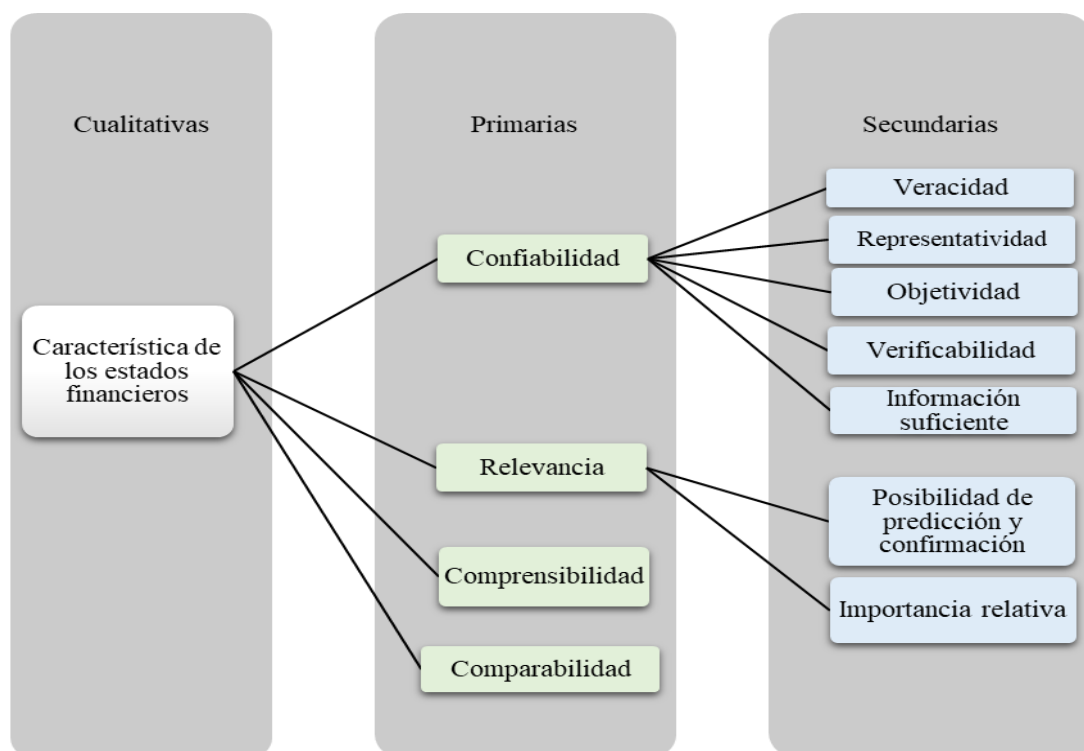 Cualitativas
Característica de
los estados
financieros
Primarias
Confiabilidad
Relevancia
Comprensibilidad
Comparabilidad
Secundarias
Veracidad
Representatividad
Objetividad
Verificabilidad
Información
suficiente
Posibilidad de
predicción y
confirmación
Importancia relativa